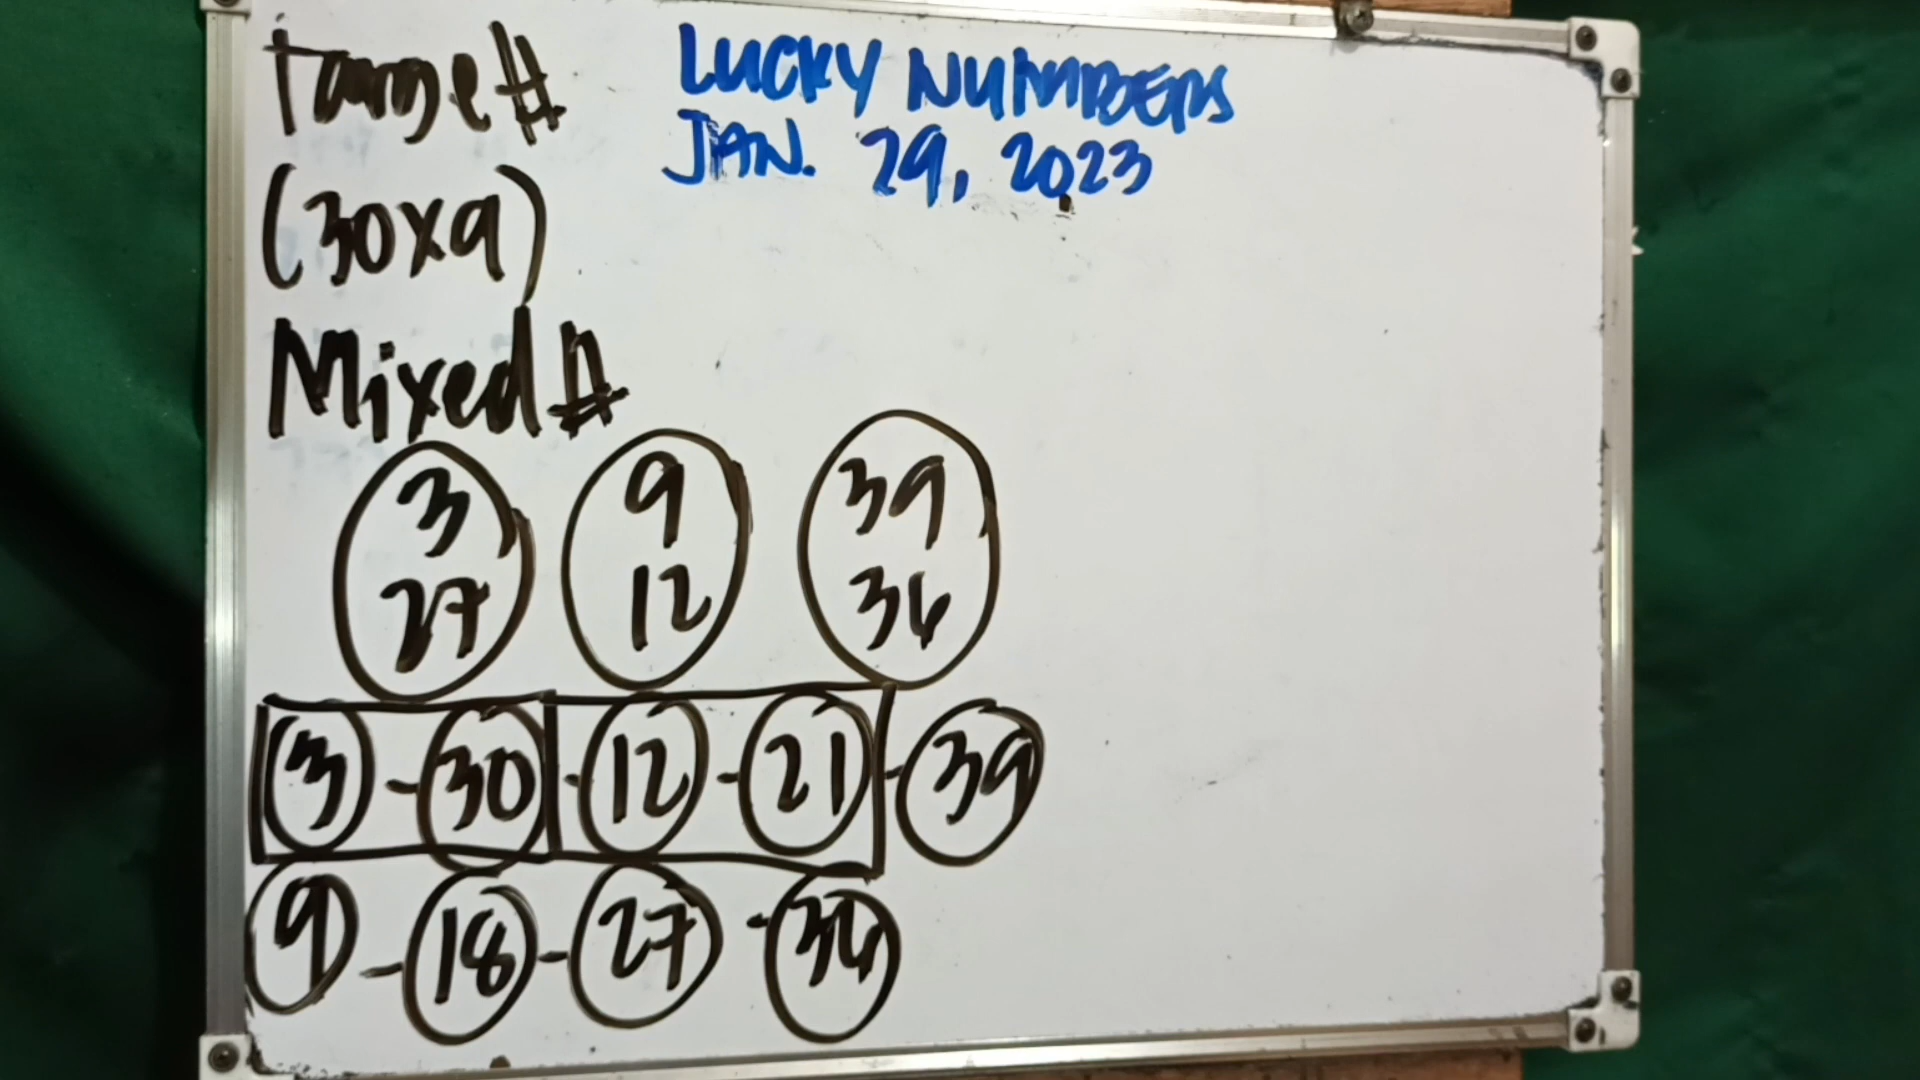 Targe#
LUCKY NUMBERS
JAN. 29, 2023
(30x9)
Mixed#
3 9 39
27 12 36
3 - 30 - 12 - 21 - 39
9 - 18 - 27 - 36